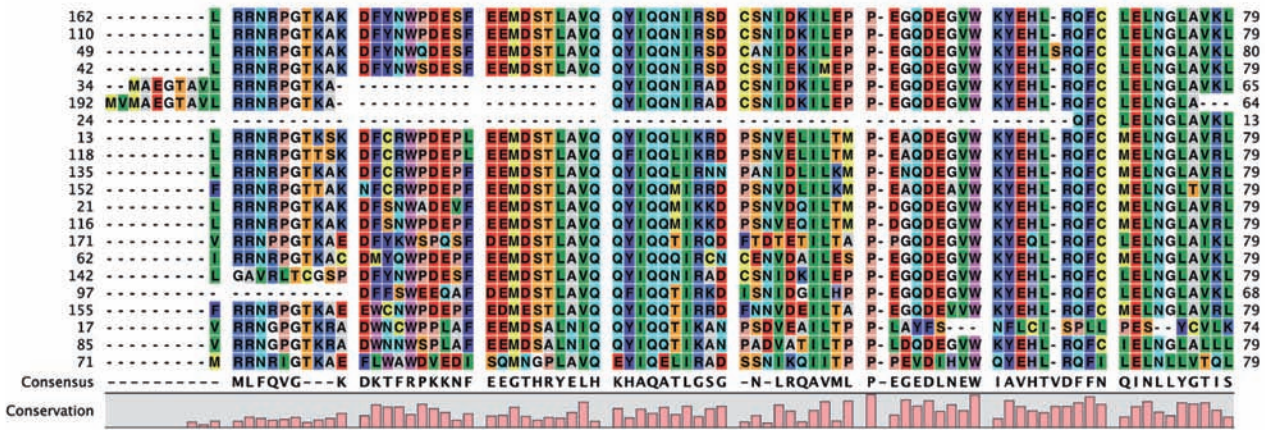 162 ---------L RRNRPGTKAK DFYNWPDESF EEMDSTLAVQ QYIQQNIRSD CSNIDKILEP P-EGQDEGVW KYEHL-RQFC LELNGLAVKL 79
110 ---------L RRNRPGTKAK DFYNWPDESF EEMDSTLAVQ QYIQQNIRSD CSNIDKILEP P-EGQDEGVW KYEHL-RQFC LELNGLAVKL 79
49 ---------L RRNRPGTKAK DFYNWQDESF EEMDSTLAVQ QYIQQNIRSD CANIDKILEP P-EGQDEGVW KYEHLSRQFC LELNGLAVKL 80
42 ---------L RRNRPGTKAK DFYNWSDESF EEMDSTLAVQ QYIQQNIRSD CSNIEKIMEP P-EGQDEGVW KYEHL-RQFC LELNGLAVKL 79
34 --MAEGTAVL RRNRPGTKA- ---------- ---------- QYIQQNIRAD CSNIDKILEP P-EGQDEGVW KYEHL-RQFC LELNGLAVKL 65
192 MVMAEGTAVL RRNRPGTKA- ---------- ---------- QYIQQNIRAD CSNIDKILEP P-EGQDEGVW KYEHL-RQFC LELNGLA--- 64
24 ---------- ---------- ---------- ---------- ---------- ---------- ---------- -------QFC LELNGLAVKL 13
13 ---------L RRNRPGTKSK DFCRWPDEPL EEMDSTLAVQ QYIQQLIKRD PSNVELILTM P-EAQDEGVW KYEHL-RQFC MELNGLAVRL 79
118 ---------L RRNRPGTTSK DFCRWPDEPL EEMDSTLAVQ QFIQQLIKRD PSNVELILTM P-ENQDEGVW KYEHL-RQFC MELNGLAVRL 79
135 ---------L RRNRPGTKAK DFCRWPDEPF EEMDSTLAVQ QYIQQLIRNN PANIDLILKM P-EGQDEGVW KYEHL-RQFC MELNGLAVRL 79
152 ---------F RRNRPGTTAK NFCRWPDEPF EEMDSTLAVQ QYIQQMIRRD PSNVDLILTM P-EAQDEAVW KYEHL-RQFC MELNGLTVRL 79
21 ---------L RRNRPGTKAK DFSNWADEVF EEMDSTLAVQ QYIQQMIKKD PSNVDQILTM P-EGQDEGVW KYEHL-RQFC MELNGLAVRL 79
116 ---------L RRNRPGTKAK DFSNWPDEPF EEMDSTLAVQ QYIQQMIKKD PSNVEQILTM P-EGQDEGVW KYEHL-RQFC MELNGLAVRL 79
171 ---------V RRNPPGTKAE DFYKWSPQSF DEMDSTLAVQ QYIQQTIRQD FTDTETILTA P-PGQDEGVW KYEQL-RQFC LELNGLAIKL 79
62 ---------I RRNRPGTKAC DMYQWPDEPF EEMDSTLAVQ QYIQQQIRCN CENVDAILES P-EGQDEGVW KYEHL-RQFC LELNGLAVKL 79
142 ---------L GAVRLTCGSP DFYNWPDESF EEMDSTLAVQ QYIQQNIRAD CSNIDKILEP P-EGQDEGVW KYEHL-RQFC LELNGLAVKL 79
97 ---------- ---------- DFFSWEEQAF DEMDSTLAVQ QFIQQTIRKD LSNIDGILHP P-EGQDEGVW KYEHL-RQFC LELNGLAVKL 68
155 ---------F RRNRPGTKAE EWCNWPDEPF EDMESTLAVQ QYIQQTIRKD FNNVDEILTA P-EGQDEVVW KYEHL-RQFC MELNGLAVKL 79
17 ---------V RRNGPGTKRA DWNCWPPLAF EEMDSALNIQ QYIQQTIKAN PSDVEAILTP P-LAYFS--- NFLCI-SPLL PES--YCVLK 74
85 ---------V RRNGPGTKRA DWNNWSPLAF EEMDSALNIQ QYIQQTIKAN PADVATILTP P-LDQDEGVW KYEHL-RQFC LELNGLALLL 79
71 ---------M RRNRIGTKAE FLWAWDVEDI SQMNGPLAVQ EYIQELIRAD SSNIKQIITP P-PEVDIHVW QYEHL-RQFI IELNLLVTQL 79
Consensus ---------- MLFQVG---K DKTFRPKKNF EEGTHRYELH KHAQATLGSG -N-LRQAVML P-EGEDLNEW IAVHTVDFFN QINLLYGTIS
Conservation